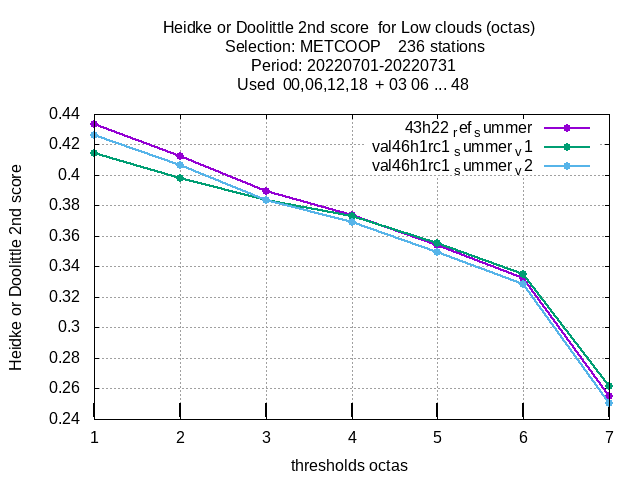 Heidke or Doolittle 2nd score  for Low clouds (octas)
Selection: METCOOP    236 stations
Period: 20220701-20220731
Used  00,06,12,18  + 03 06 ... 48
43h22 ref summer
val46h1rc1 summer v1
val46h1rc1 summer v2
Heidke or Doolittle 2nd score
0.44
0.42
0.4
0.38
0.36
0.34
0.32
0.3
0.28
0.26
0.24
1 2 3 4 5 6 7
thresholds octas